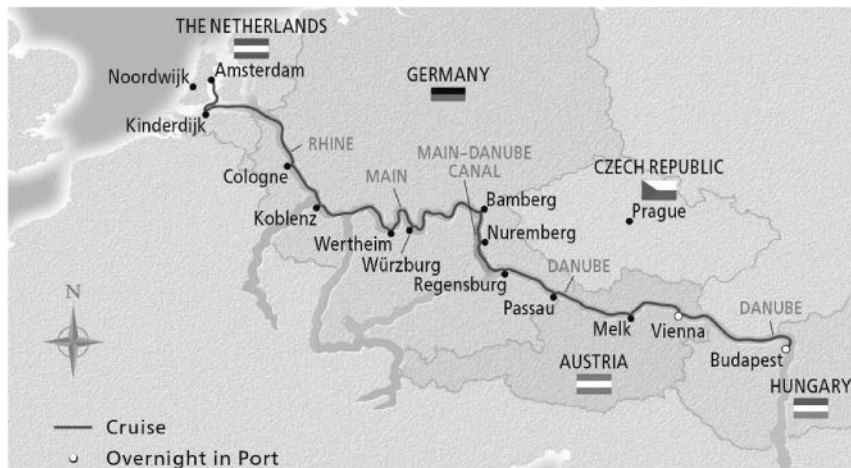 THE NETHERLANDS
Amsterdam
Noordwijk
Kinderdijk
GERMANY
RHINE
Cologne
Koblenz
MAIN
MAIN–DANUBE
CANAL
CZECH REPUBLIC
Prague
Bamberg
Nuremberg
Wertheim
Würzburg
Regensburg
DANUBE
Passau
Melk
Vienna
DANUBE
Budapest
AUSTRIA
HUNGARY
N
Cruise
Overnight in Port